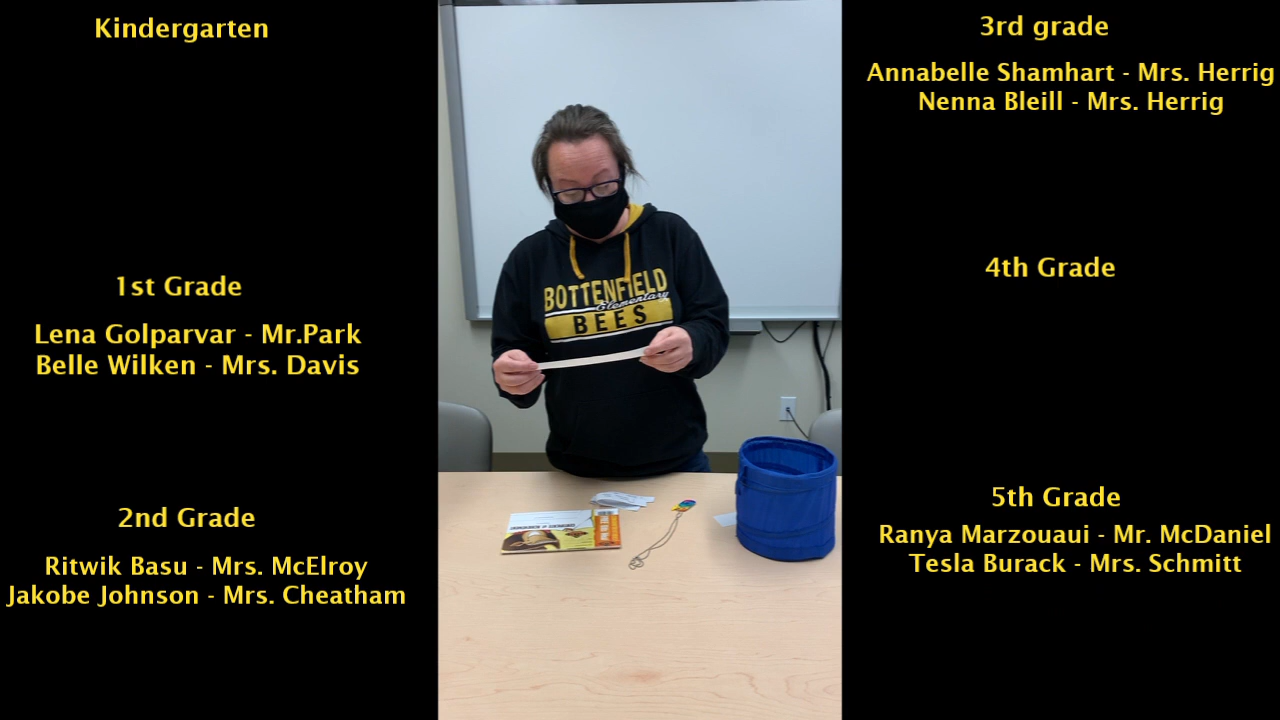 Kindergarten
1st Grade
Lena Golparvar - Mr.Park
Belle Wilken - Mrs. Davis
2nd Grade
Ritwik Basu - Mrs. McElroy
Jakobe Johnson - Mrs. Cheatham
BOTTENFIELD
Elementary
BEES
3rd grade
Annabelle Shamhart - Mrs. Herrig
Nenna Bleill - Mrs. Herrig
4th Grade
5th Grade
Ranya Marzouaui - Mr. McDaniel
Tesla Burack - Mrs. Schmitt